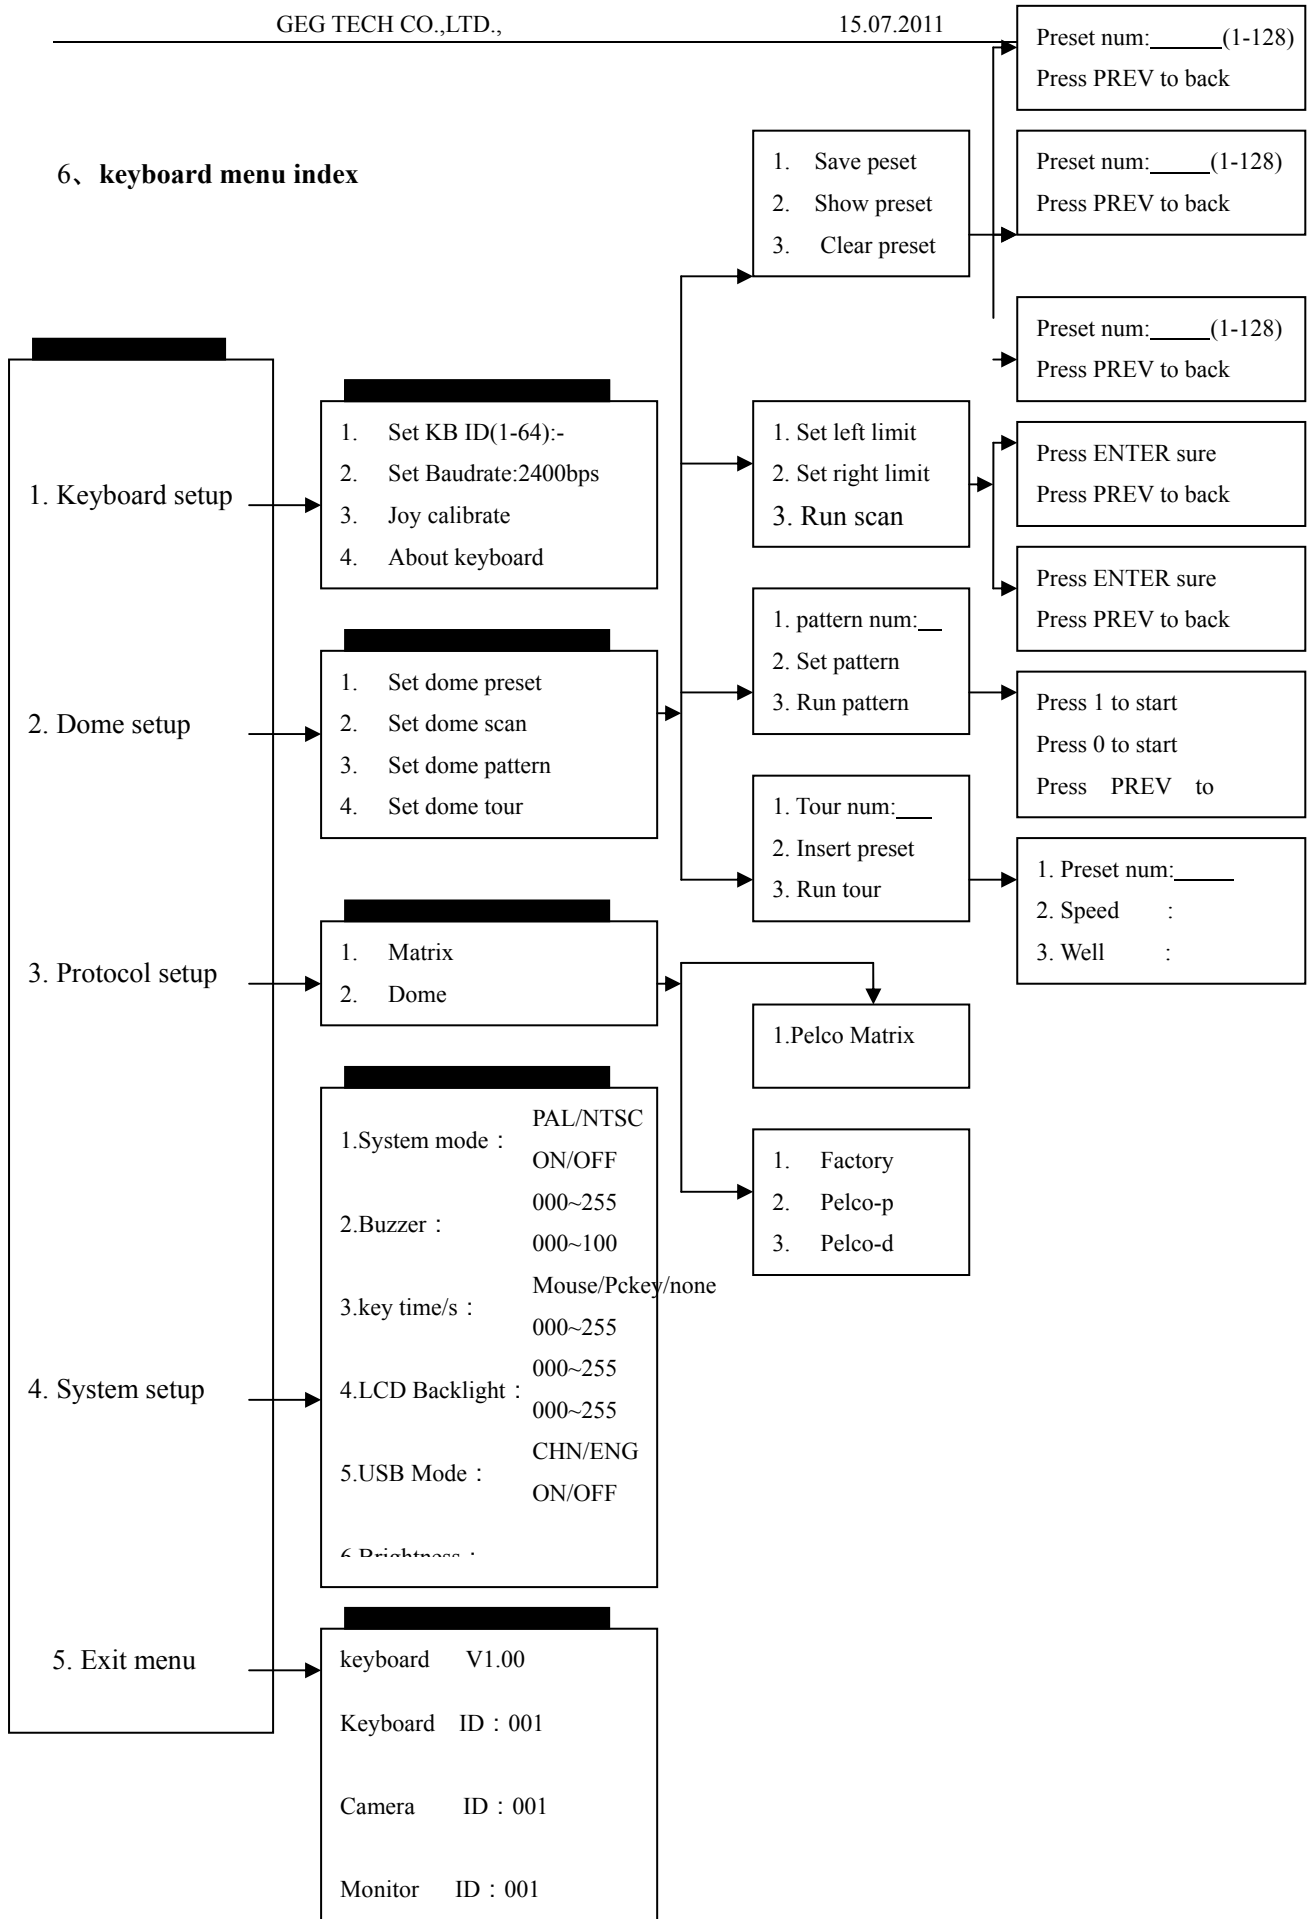 GEG TECH CO.,LTD., 15.07.2011
6、keyboard menu index
1. Keyboard setup
2. Dome setup
3. Protocol setup
4. System setup
5. Exit menu
1. Set KB ID(1-64):-
2. Set Baudrate:2400bps
3. Joy calibrate
4. About keyboard
1. Set dome preset
2. Set dome scan
3. Set dome pattern
4. Set dome tour
1. Matrix
2. Dome
1.System mode：
2.Buzzer：
3.key time/s：
4.LCD Backlight：
5.USB Mode：
6.Brightness：
PAL/NTSC
ON/OFF
000~255
000~100
Mouse/Pckey/none
000~255
000~255
000~255
CHN/ENG
ON/OFF
keyboard V1.00
Keyboard ID：001
Camera ID：001
Monitor ID：001
1. Save peset
2. Show preset
3. Clear preset
1. Set left limit
2. Set right limit
3. Run scan
1. pattern num:__
2. Set pattern
3. Run pattern
1. Tour num:___
2. Insert preset
3. Run tour
1.Pelco Matrix
1. Factory
2. Pelco-p
3. Pelco-d
Preset num:______(1-128)
Press PREV to back
Preset num:_____(1-128)
Press PREV to back
Preset num:_____(1-128)
Press PREV to back
Press ENTER sure
Press PREV to back
Press ENTER sure
Press PREV to back
Press 1 to start
Press 0 to start
Press PREV to
1. Preset num:_____
2. Speed :
3. Well :